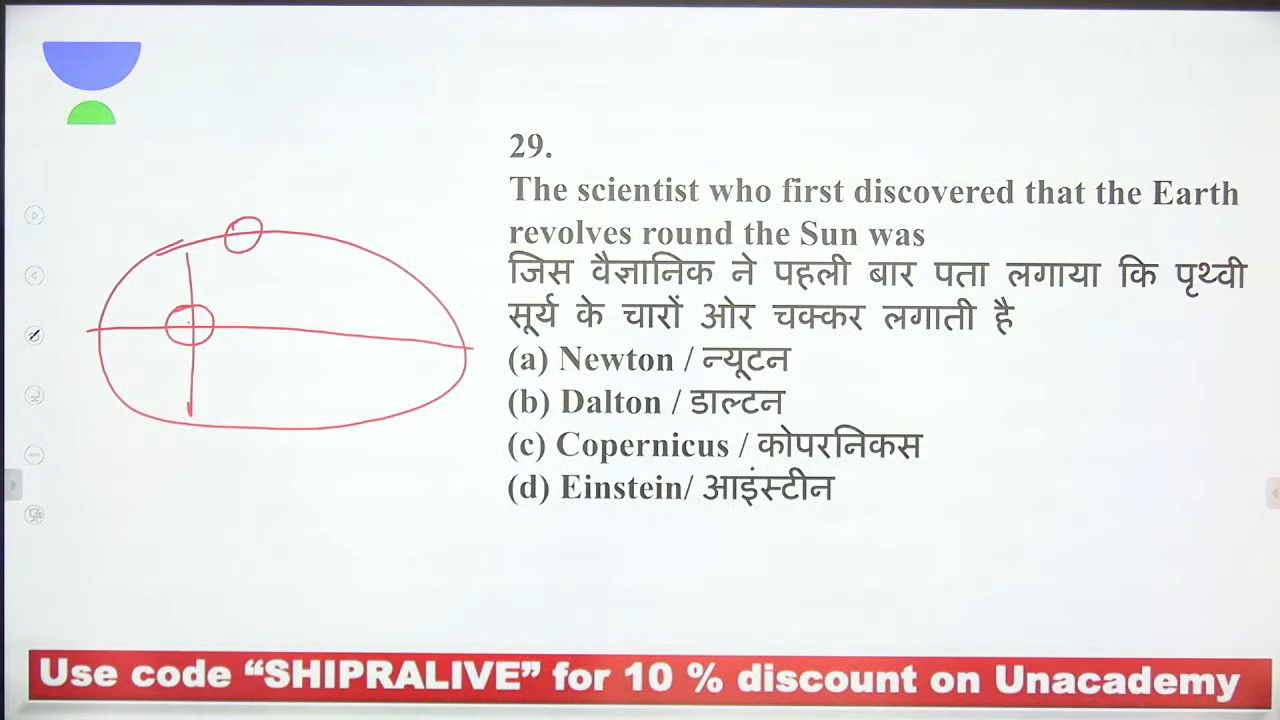 29.
The scientist who first discovered that the Earth
revolves round the Sun was
जिस वैज्ञानिक ने पहली बार पता लगाया कि पृथ्वी
सूर्य के चारों ओर चक्कर लगाती है
(a) Newton / न्यूटन
(b) Dalton / डाल्टन
(c) Copernicus / कोपरनिकस
(d) Einstein/ आइंस्टीन
Use code “SHIPRALIVE” for 10 % discount on Unacademy